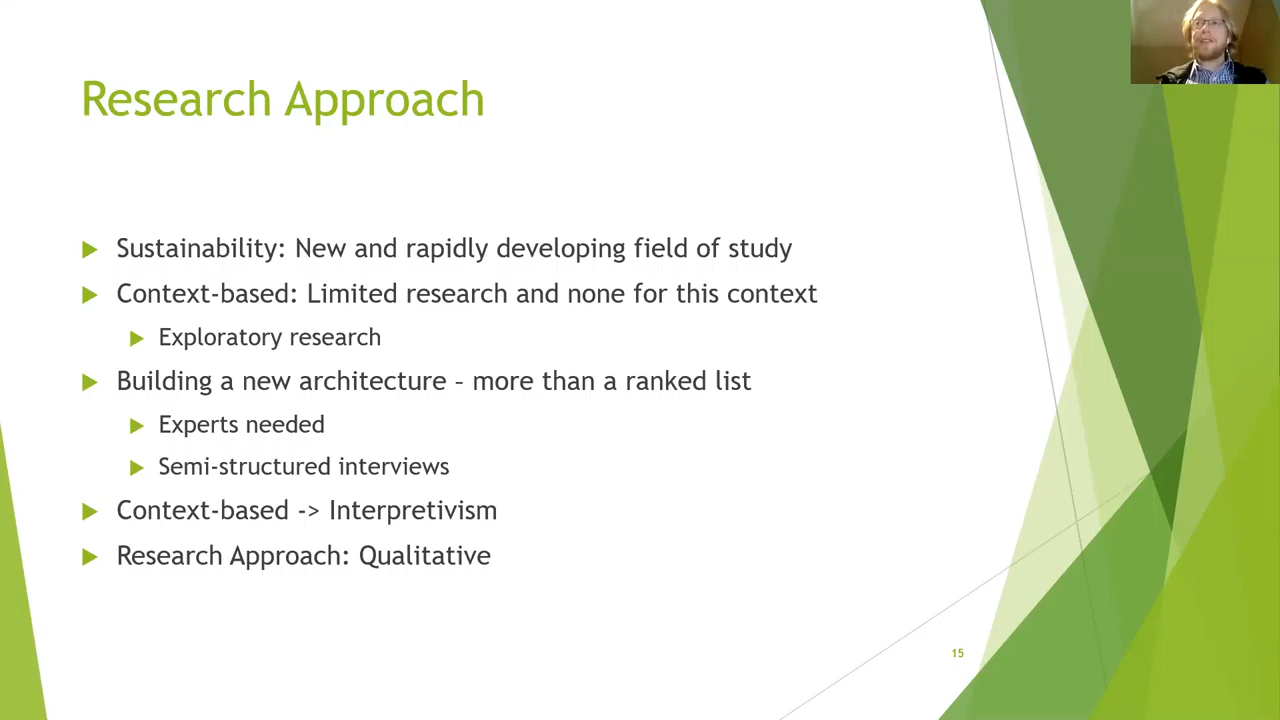 Research Approach
Sustainability: New and rapidly developing field of study
Context-based: Limited research and none for this context
Exploratory research
Building a new architecture – more than a ranked list
Experts needed
Semi-structured interviews
Context-based -> Interpretivism
Research Approach: Qualitative
15